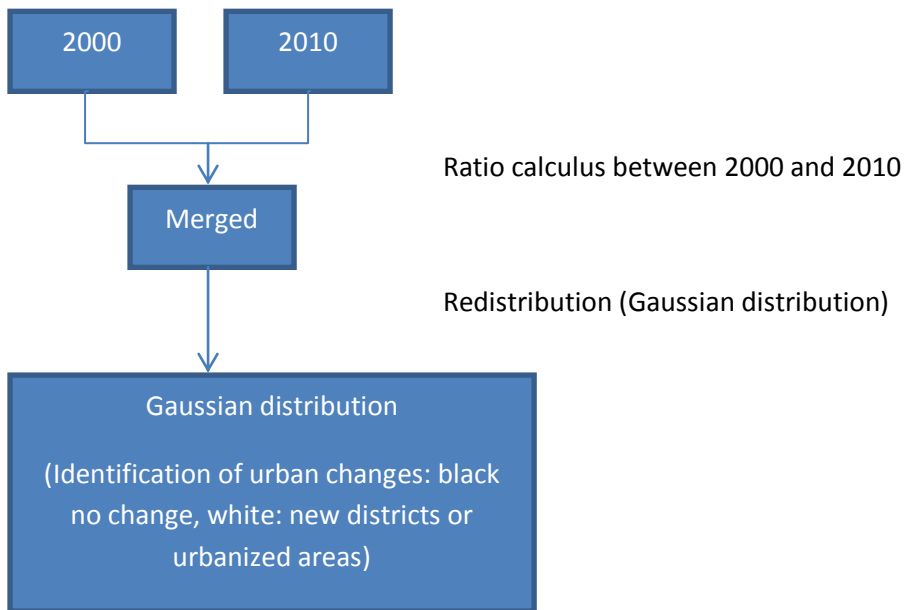 2000
2010
Ratio calculus between 2000 and 2010
Merged
Redistribution (Gaussian distribution)
Gaussian distribution
(Identification of urban changes: black
no change, white: new districts or
urbanized areas)